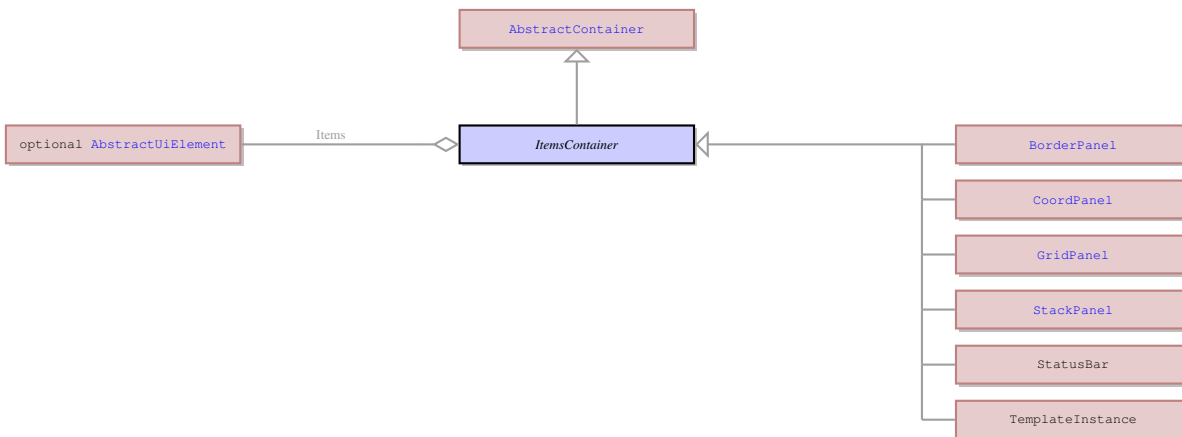 AbstractContainer
optional AbstractUiElement
Items
ItemsContainer
BorderPanel
CoordPanel
GridPanel
StackPanel
StatusBar
TemplateInstance